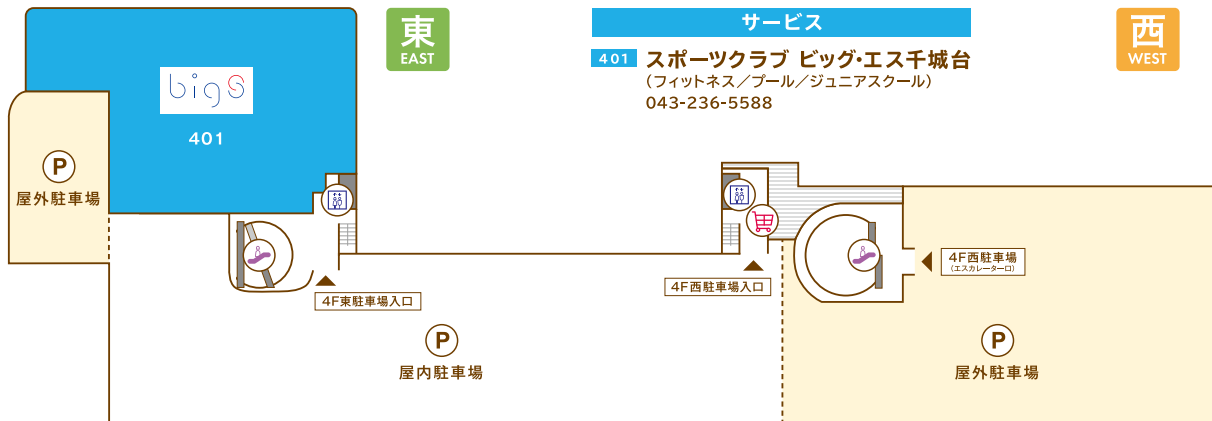 東
EAST
サービス
401 スポーツクラブ ビッグ・エス千城台
(フィットネス／プール／ジュニアスクール)
043-236-5588
西
WEST
bigs
401
P
屋外駐車場
4F東駐車場入口
4F西駐車場入口
4F西駐車場
(エスカレーター口)
P
屋内駐車場
P
屋外駐車場